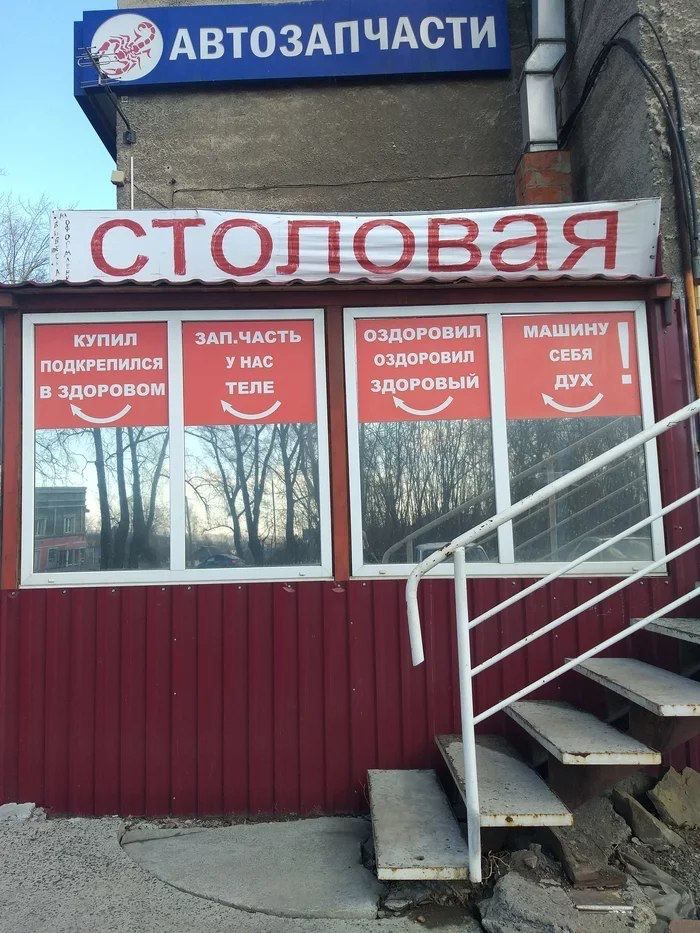 АВТОЗАПЧАСТИ
СТОЛОВАЯ
КУПИЛ ЗАП.ЧАСТЬ ОЗДОРОВИЛ МАШИНУ
ПОДКРЕПИЛСЯ У НАС ОЗДОРОВИЛ СЕБЯ
В ЗДОРОВОМ ТЕЛЕ ЗДОРОВЫЙ ДУХ !